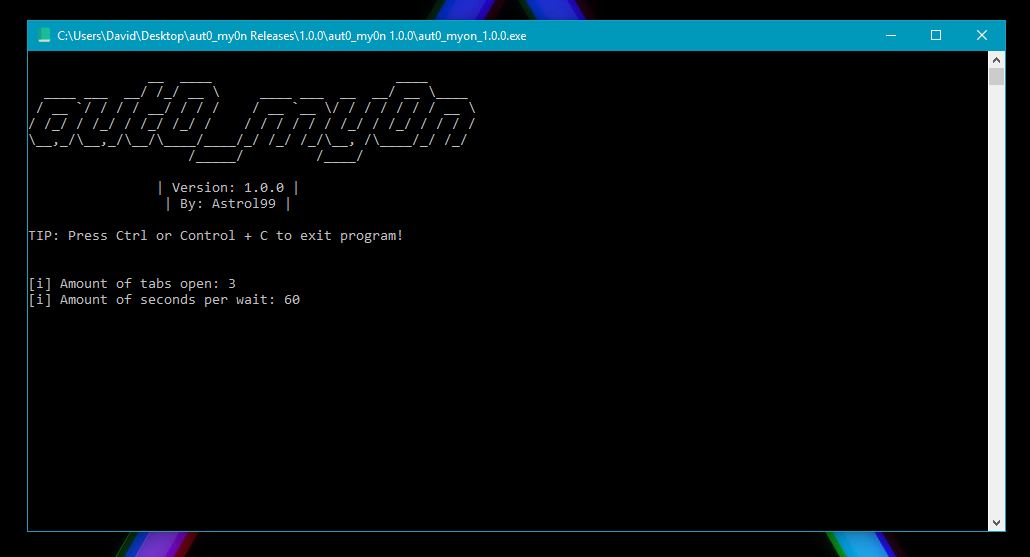 C:\Users\David\Desktop\aut0_my0n Releases\1.0.0\aut0_my0n 1.0.0\aut0_myon_1.0.0.exe
aut0_my0n
| Version: 1.0.0 |
| By: Astrol99 |
TIP: Press Ctrl or Control + C to exit program!
[i] Amount of tabs open: 3
[i] Amount of seconds per wait: 60